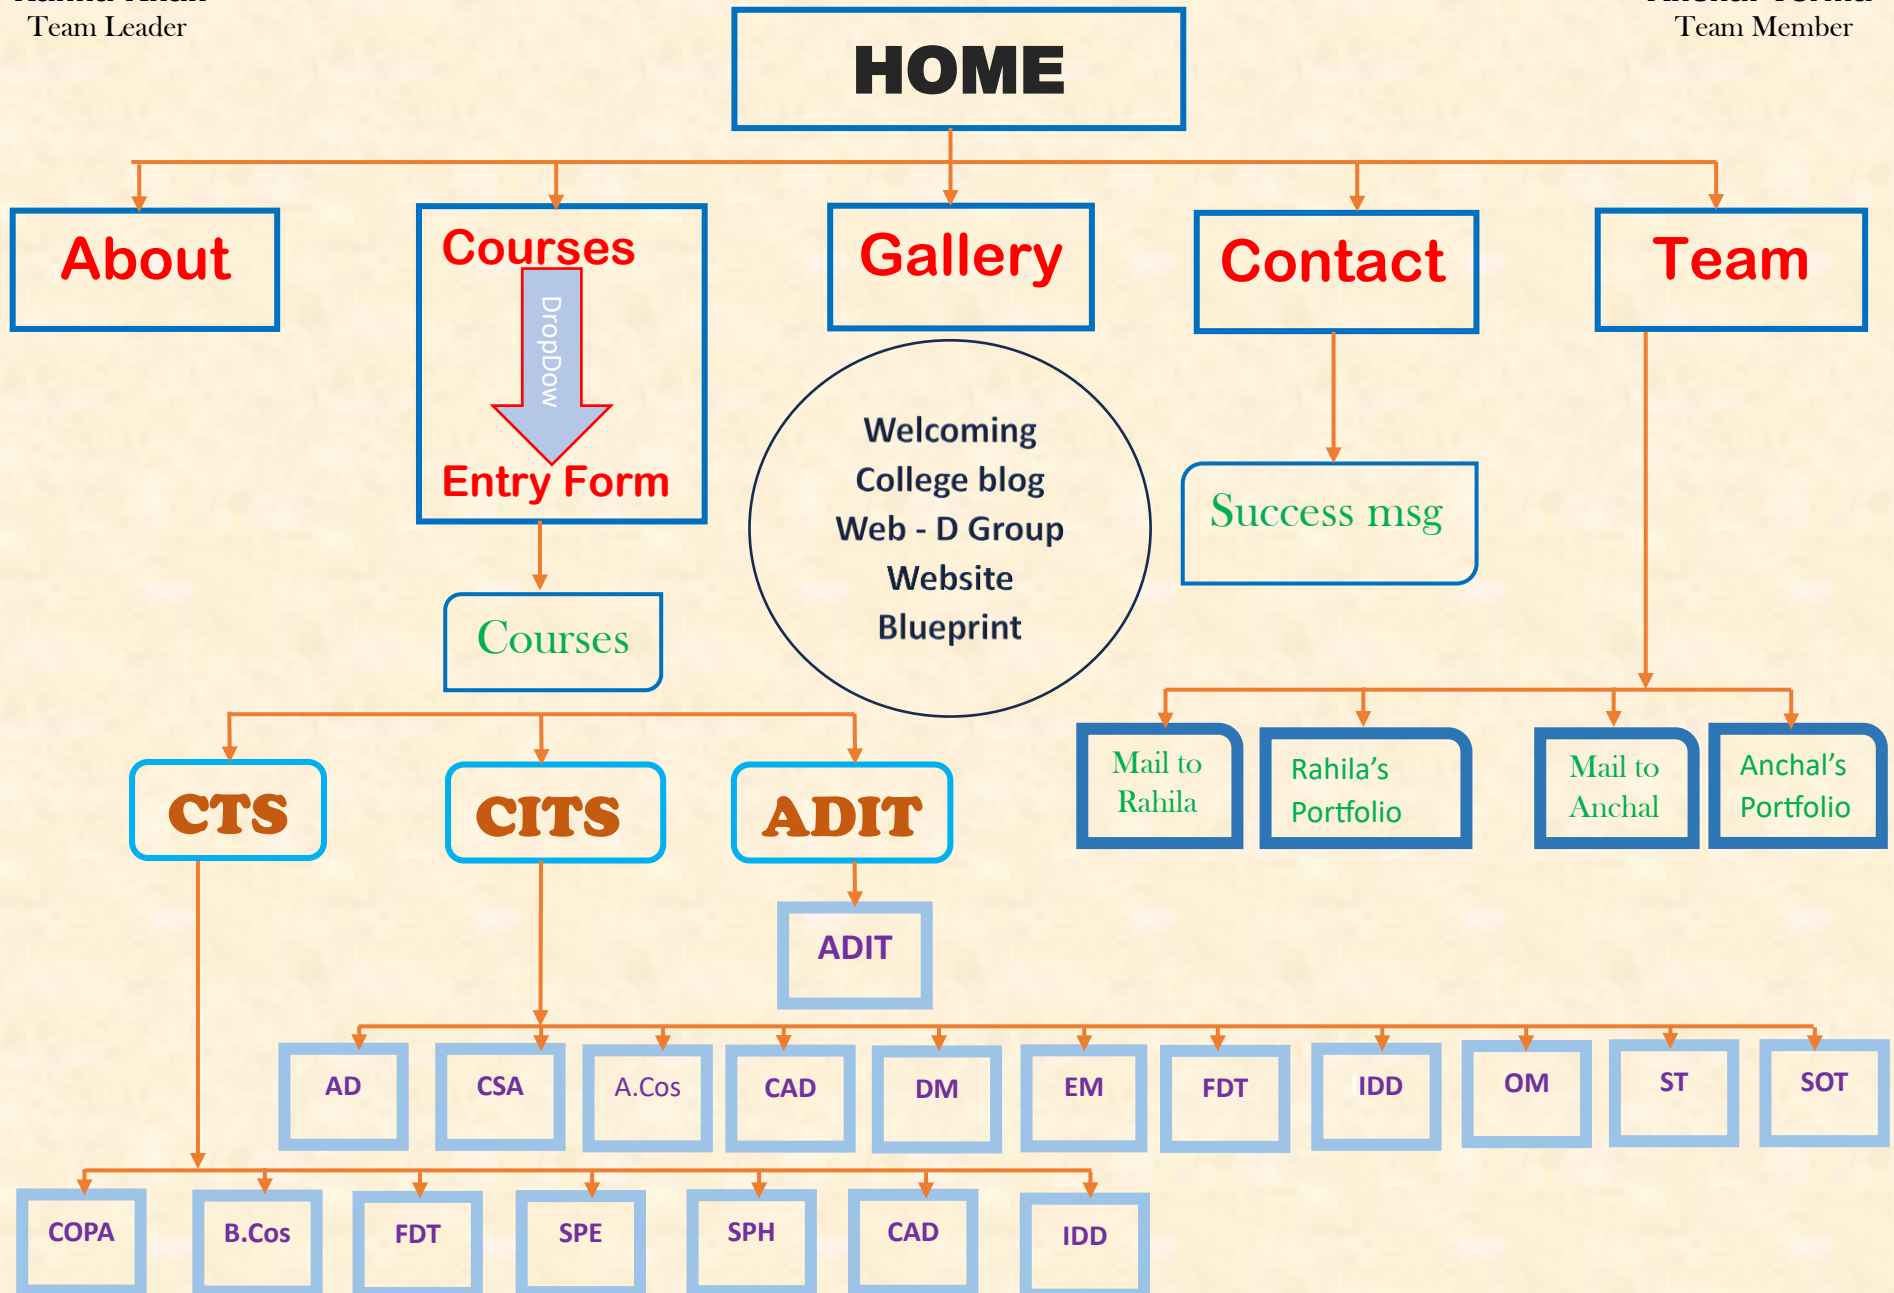 Team Leader
Team Member
HOME
About
Courses
DropDow
Entry Form
Gallery
Contact
Team
Welcoming
College blog
Web - D Group
Website
Blueprint
Success msg
Courses
Mail to
Rahila
Rahila's
Portfolio
Mail to
Anchal
Anchal's
Portfolio
CTS
CITS
ADIT
ADIT
AD
CSA
A.Cos
CAD
DM
EM
FDT
IDD
OM
ST
SOT
COPA
B.Cos
FDT
SPE
SPH
CAD
IDD